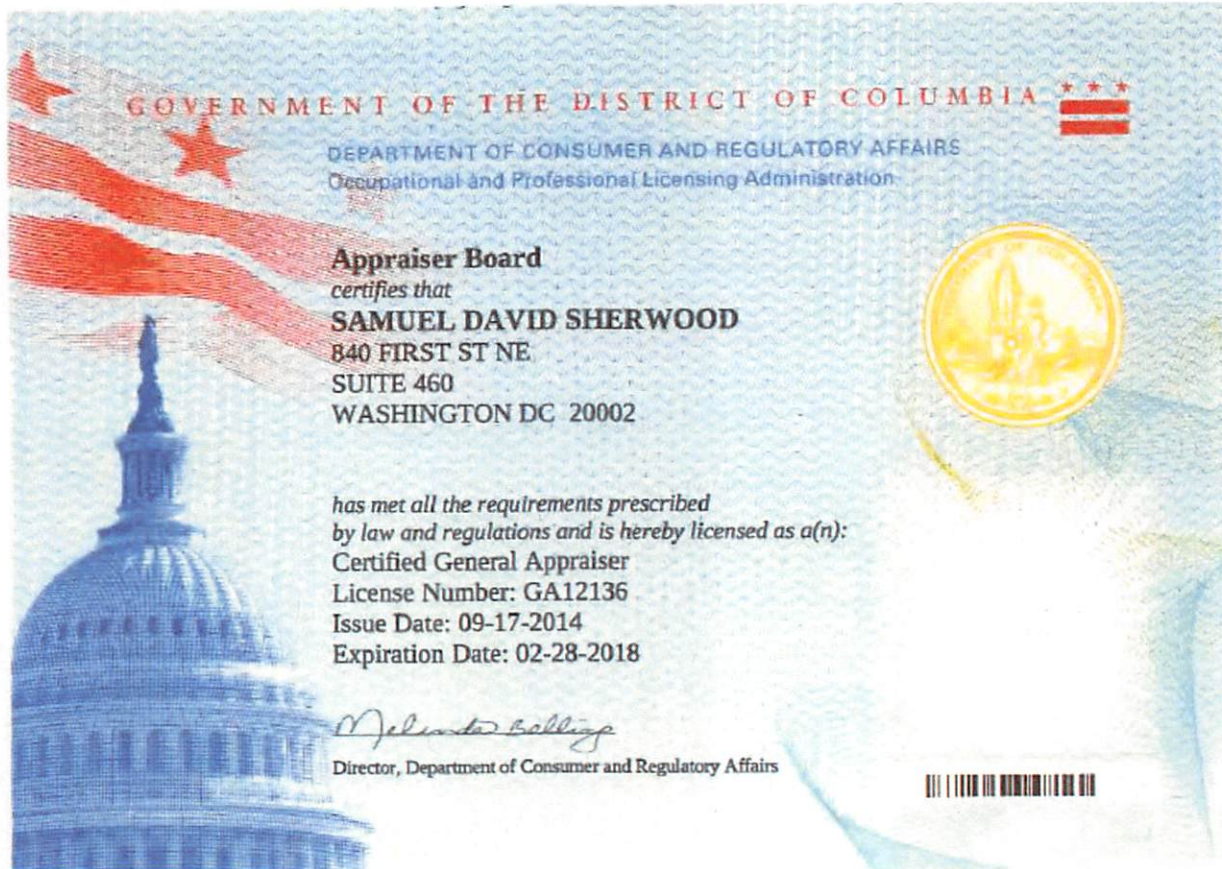 GOVERNMENT OF THE DISTRICT OF COLUMBIA
DEPARTMENT OF CONSUMER AND REGULATORY AFFAIRS
Occupational and Professional Licensing Administration
Appraiser Board
certifies that
SAMUEL DAVID SHERWOOD
840 FIRST ST NE
SUITE 460
WASHINGTON DC 20002
has met all the requirements prescribed
by law and regulations and is hereby licensed as a(n):
Certified General Appraiser
License Number: GA12136
Issue Date: 09-17-2014
Expiration Date: 02-28-2018
Melinda Bolling
Director, Department of Consumer and Regulatory Affairs